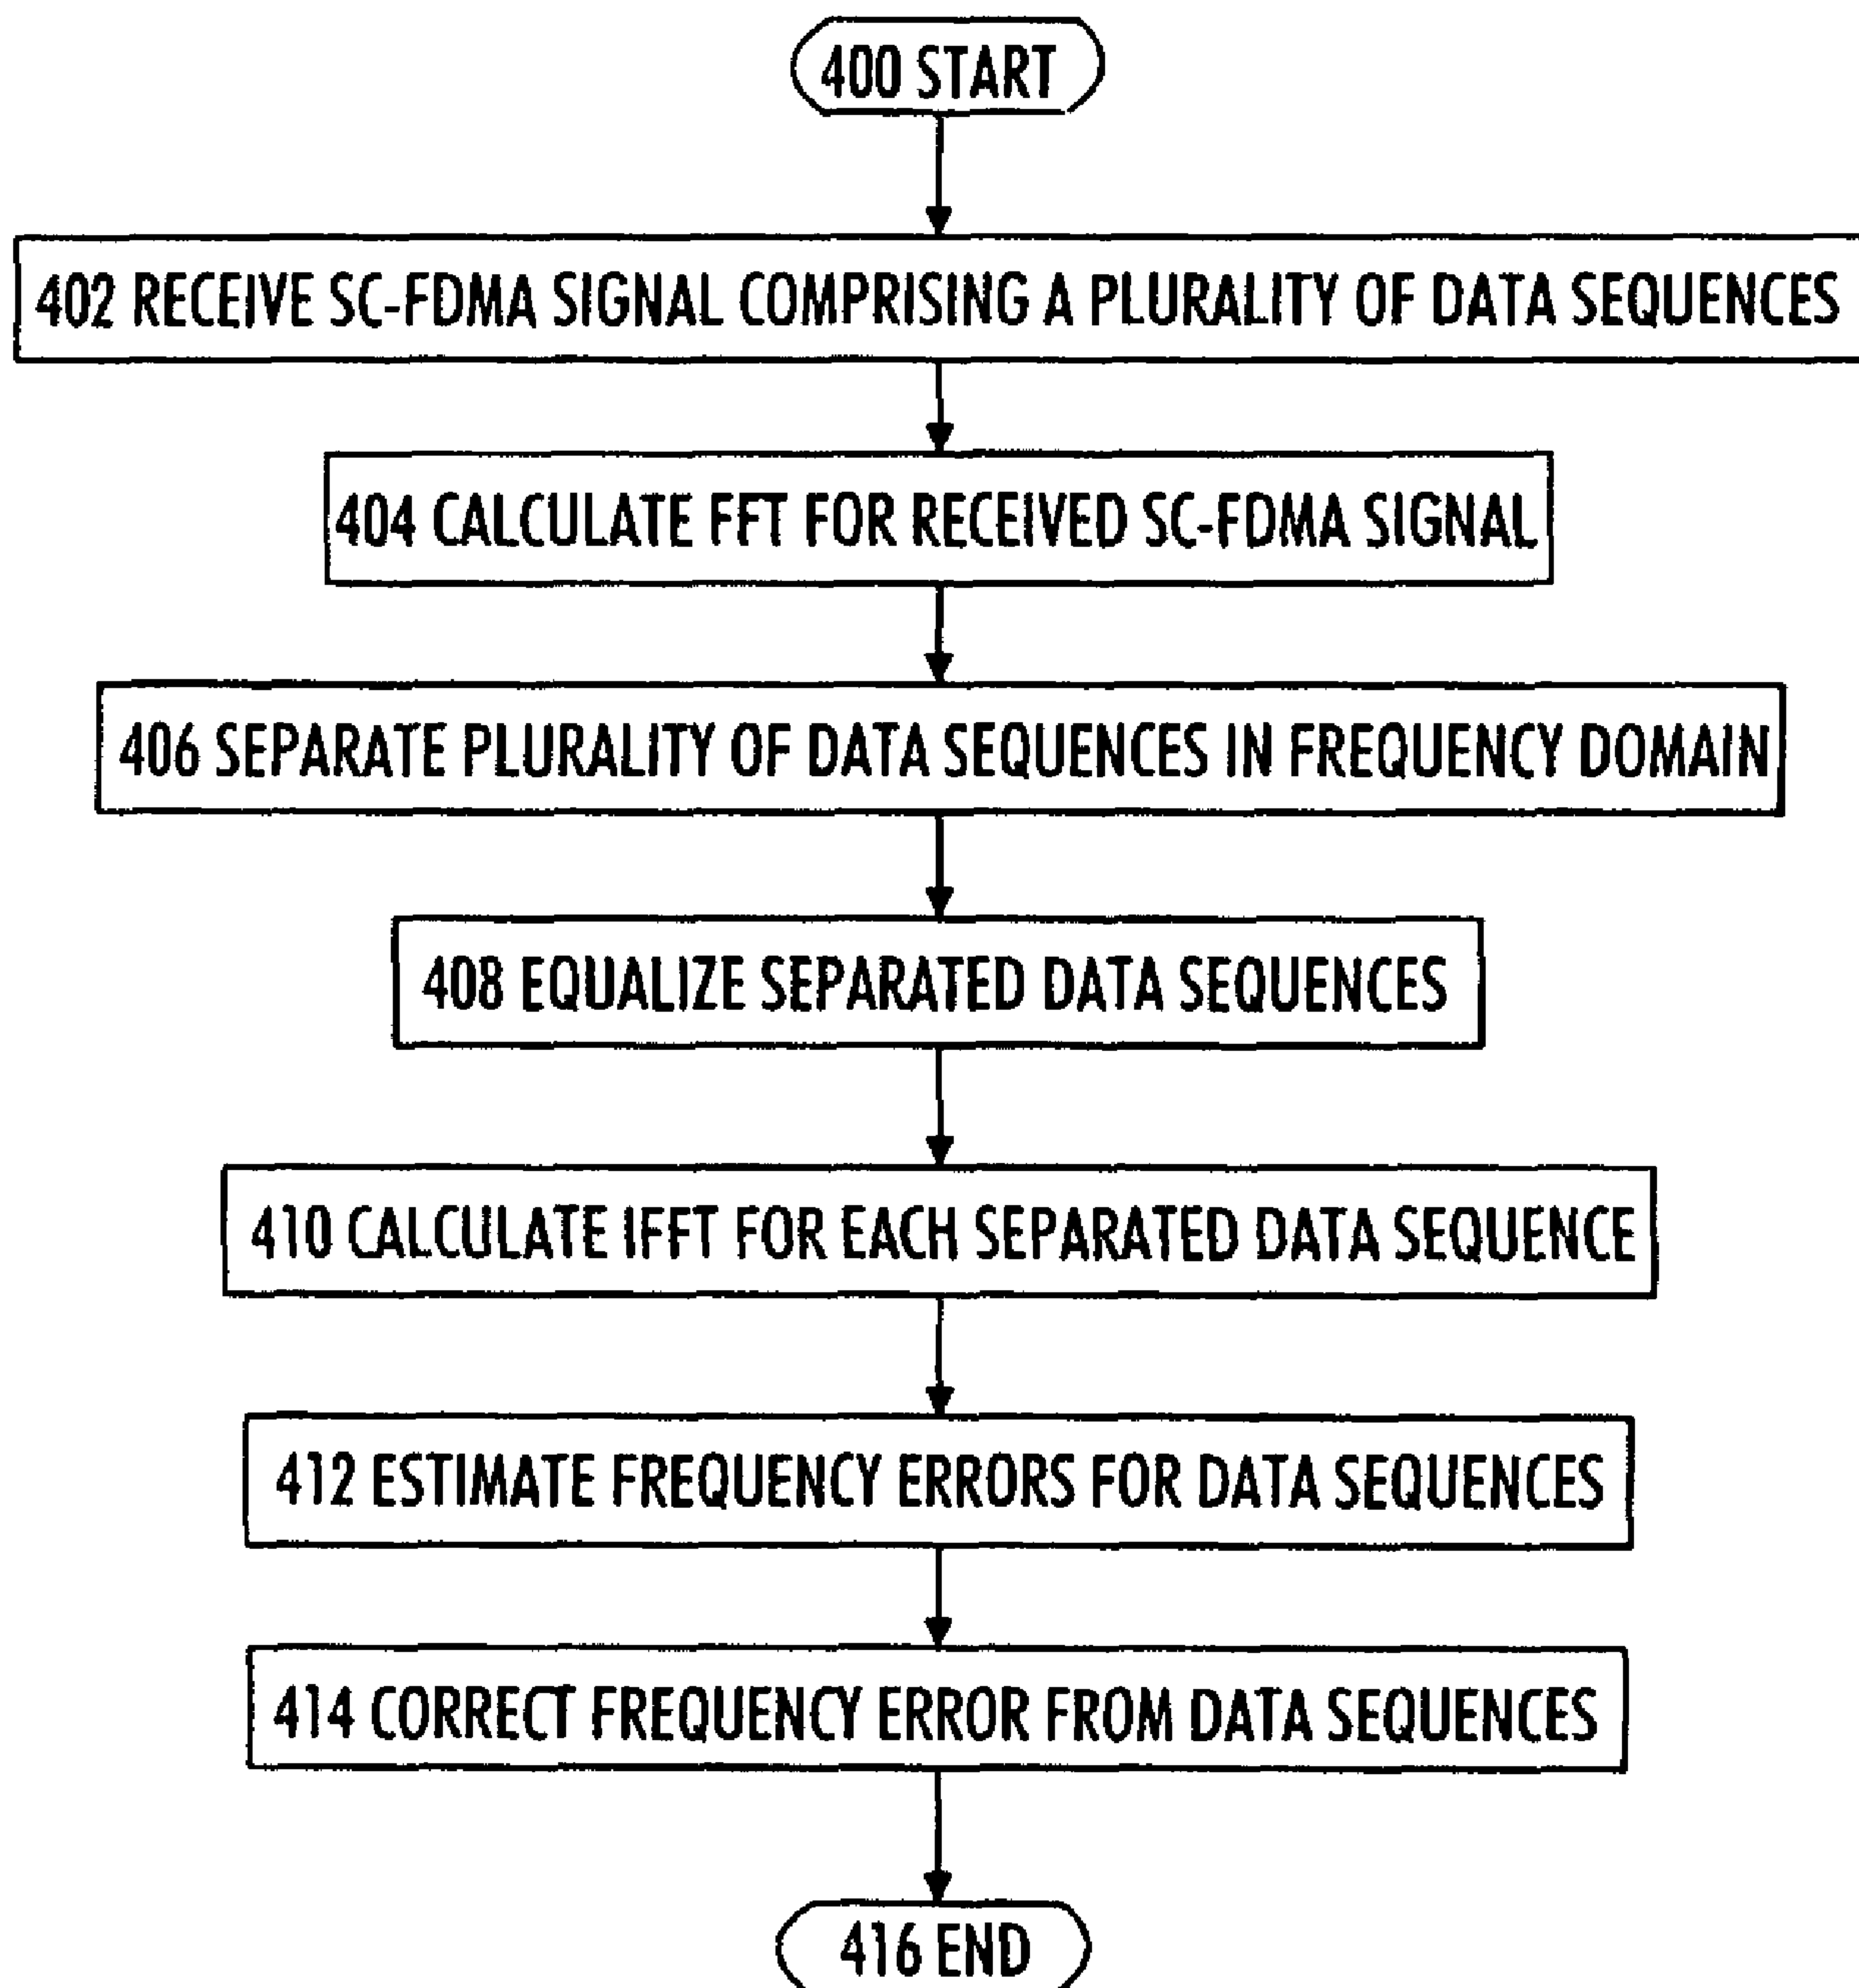 400 START
402 RECEIVE SC-FDMA SIGNAL COMPRISING A PLURALITY OF DATA SEQUENCES
404 CALCULATE FFT FOR RECEIVED SC-FDMA SIGNAL
406 SEPARATE PLURALITY OF DATA SEQUENCES IN FREQUENCY DOMAIN
408 EQUALIZE SEPARATED DATA SEQUENCES
410 CALCULATE IFFT FOR EACH SEPARATED DATA SEQUENCE
412 ESTIMATE FREQUENCY ERRORS FOR DATA SEQUENCES
414 CORRECT FREQUENCY ERROR FROM DATA SEQUENCES
416 END